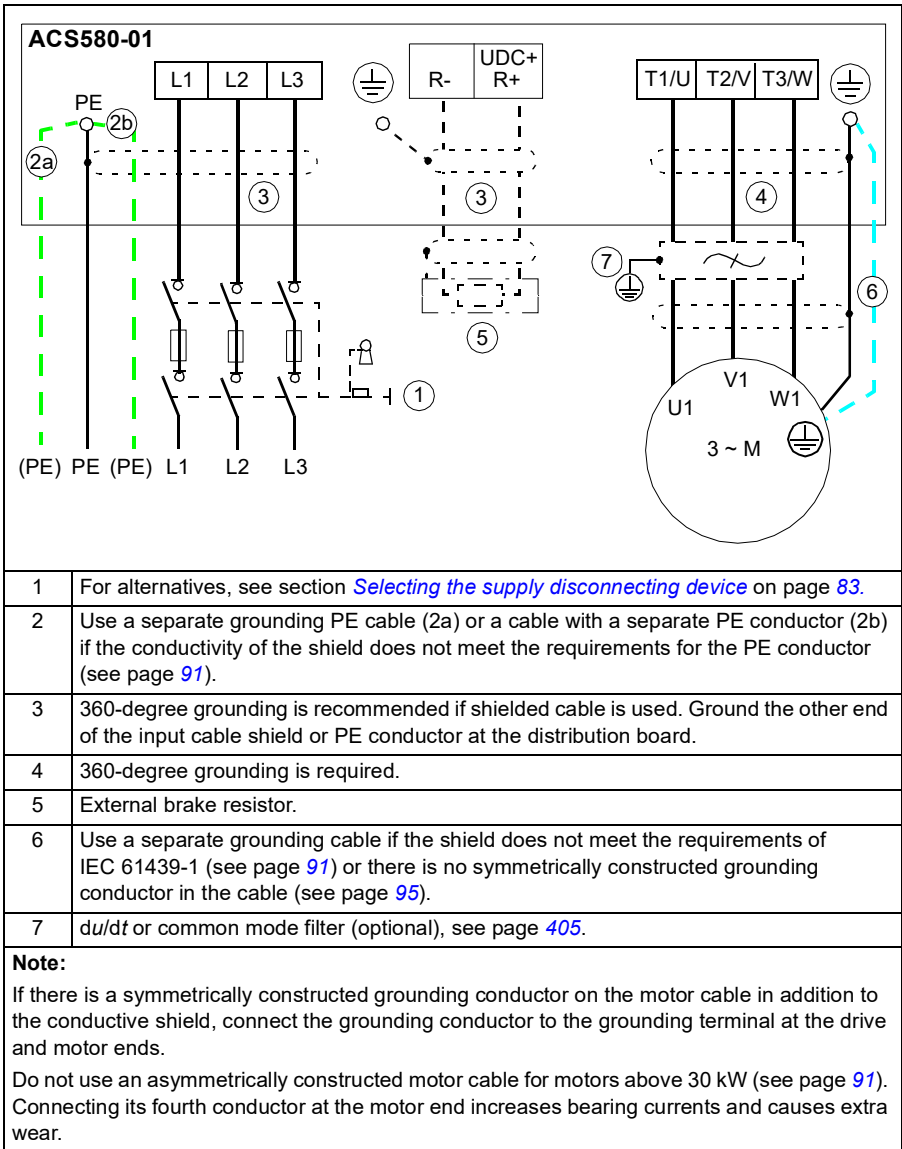 ACS580-01
L1 L2 L3
R- UDC+ R+
T1/U T2/V T3/W
PE
2b
2a
3
3
4
7
6
5
1
V1
U1 W1
3 ~ M
(PE) PE (PE) L1 L2 L3
1 For alternatives, see section Selecting the supply disconnecting device on page 83.
2 Use a separate grounding PE cable (2a) or a cable with a separate PE conductor (2b)
if the conductivity of the shield does not meet the requirements for the PE conductor
(see page 91).
3 360-degree grounding is recommended if shielded cable is used. Ground the other end
of the input cable shield or PE conductor at the distribution board.
4 360-degree grounding is required.
5 External brake resistor.
6 Use a separate grounding cable if the shield does not meet the requirements of
IEC 61439-1 (see page 91) or there is no symmetrically constructed grounding
conductor in the cable (see page 95).
7 du/dt or common mode filter (optional), see page 405.
Note:
If there is a symmetrically constructed grounding conductor on the motor cable in addition to
the conductive shield, connect the grounding conductor to the grounding terminal at the drive
and motor ends.
Do not use an asymmetrically constructed motor cable for motors above 30 kW (see page 91).
Connecting its fourth conductor at the motor end increases bearing currents and causes extra
wear.